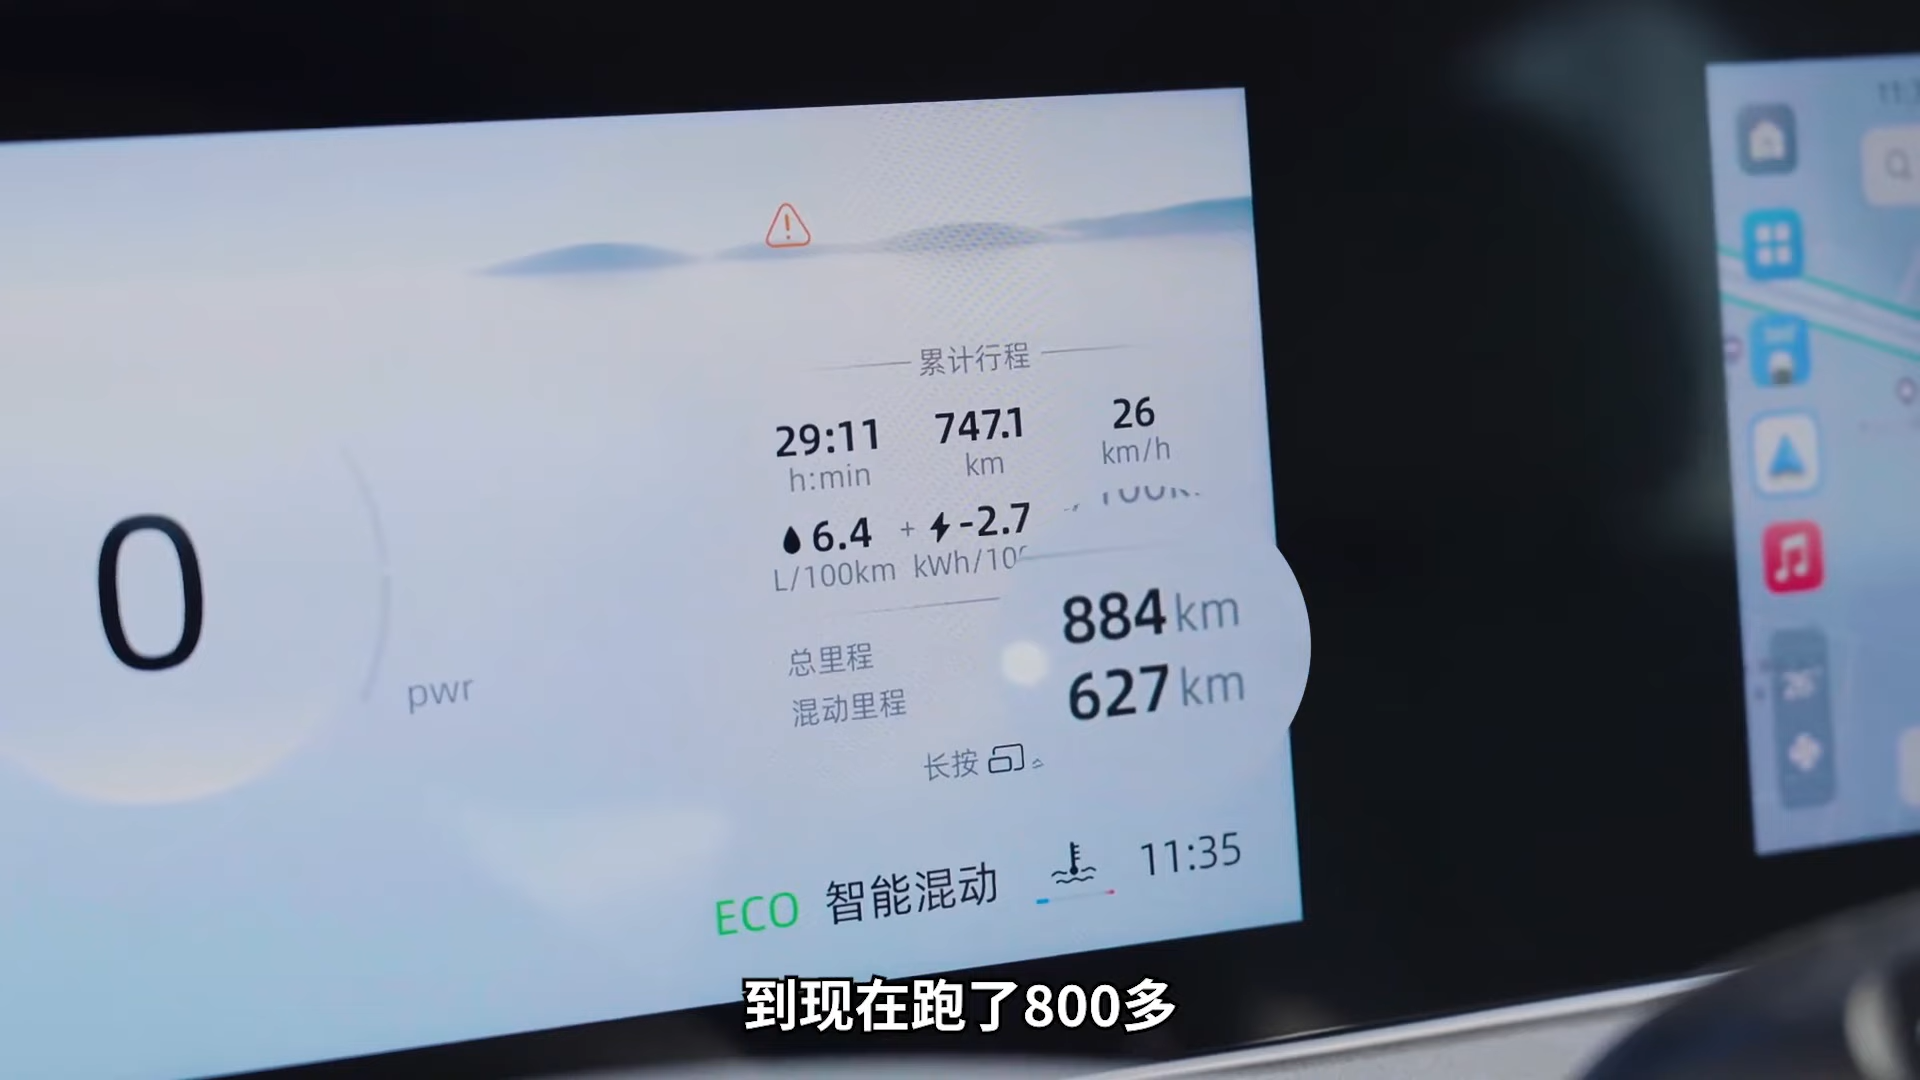 累计行程
29:11 747.1 26
h:min km km/h
6.4 + -2.7
L/100km
总里程 884 km
混动里程 627 km
长按
0
pwr
ECO 智能混动 11:35
到现在跑了800多